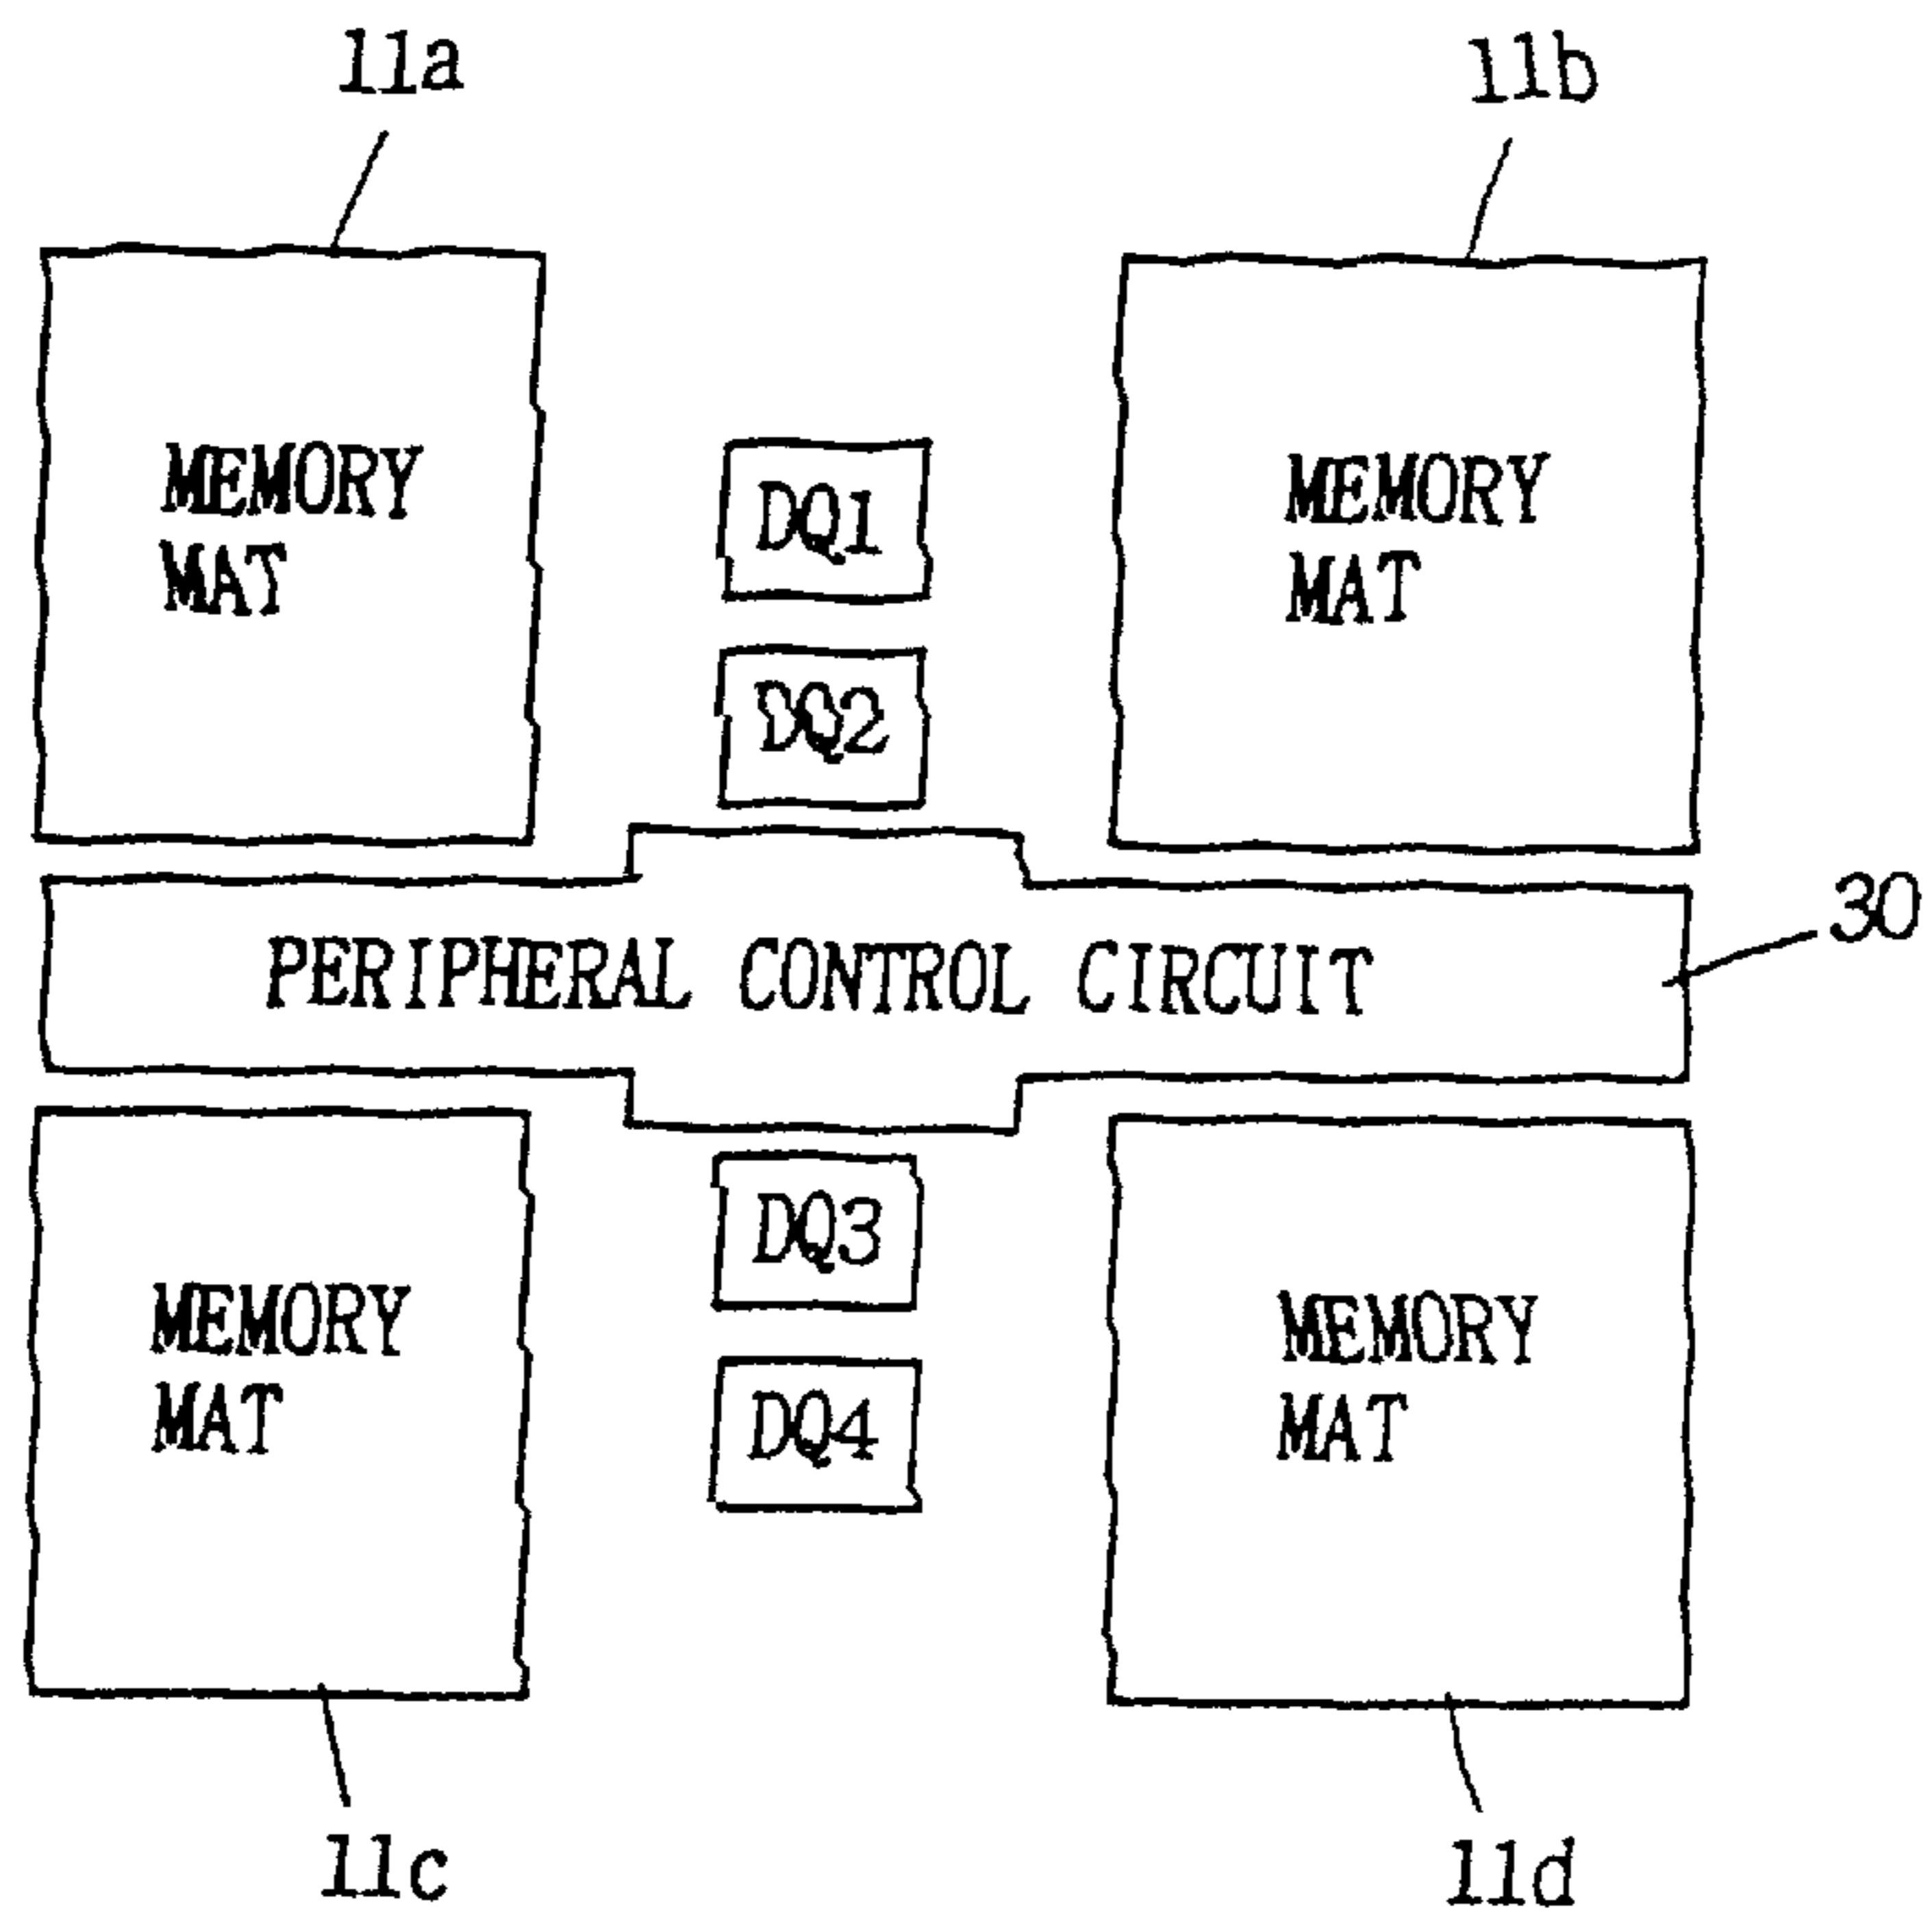 11a
11b
MEMORY
MAT
MEMORY
MAT
DQ1
DQ2
30
PERIPHERAL CONTROL CIRCUIT
DQ3
DQ4
MEMORY
MAT
MEMORY
MAT
11c
11d